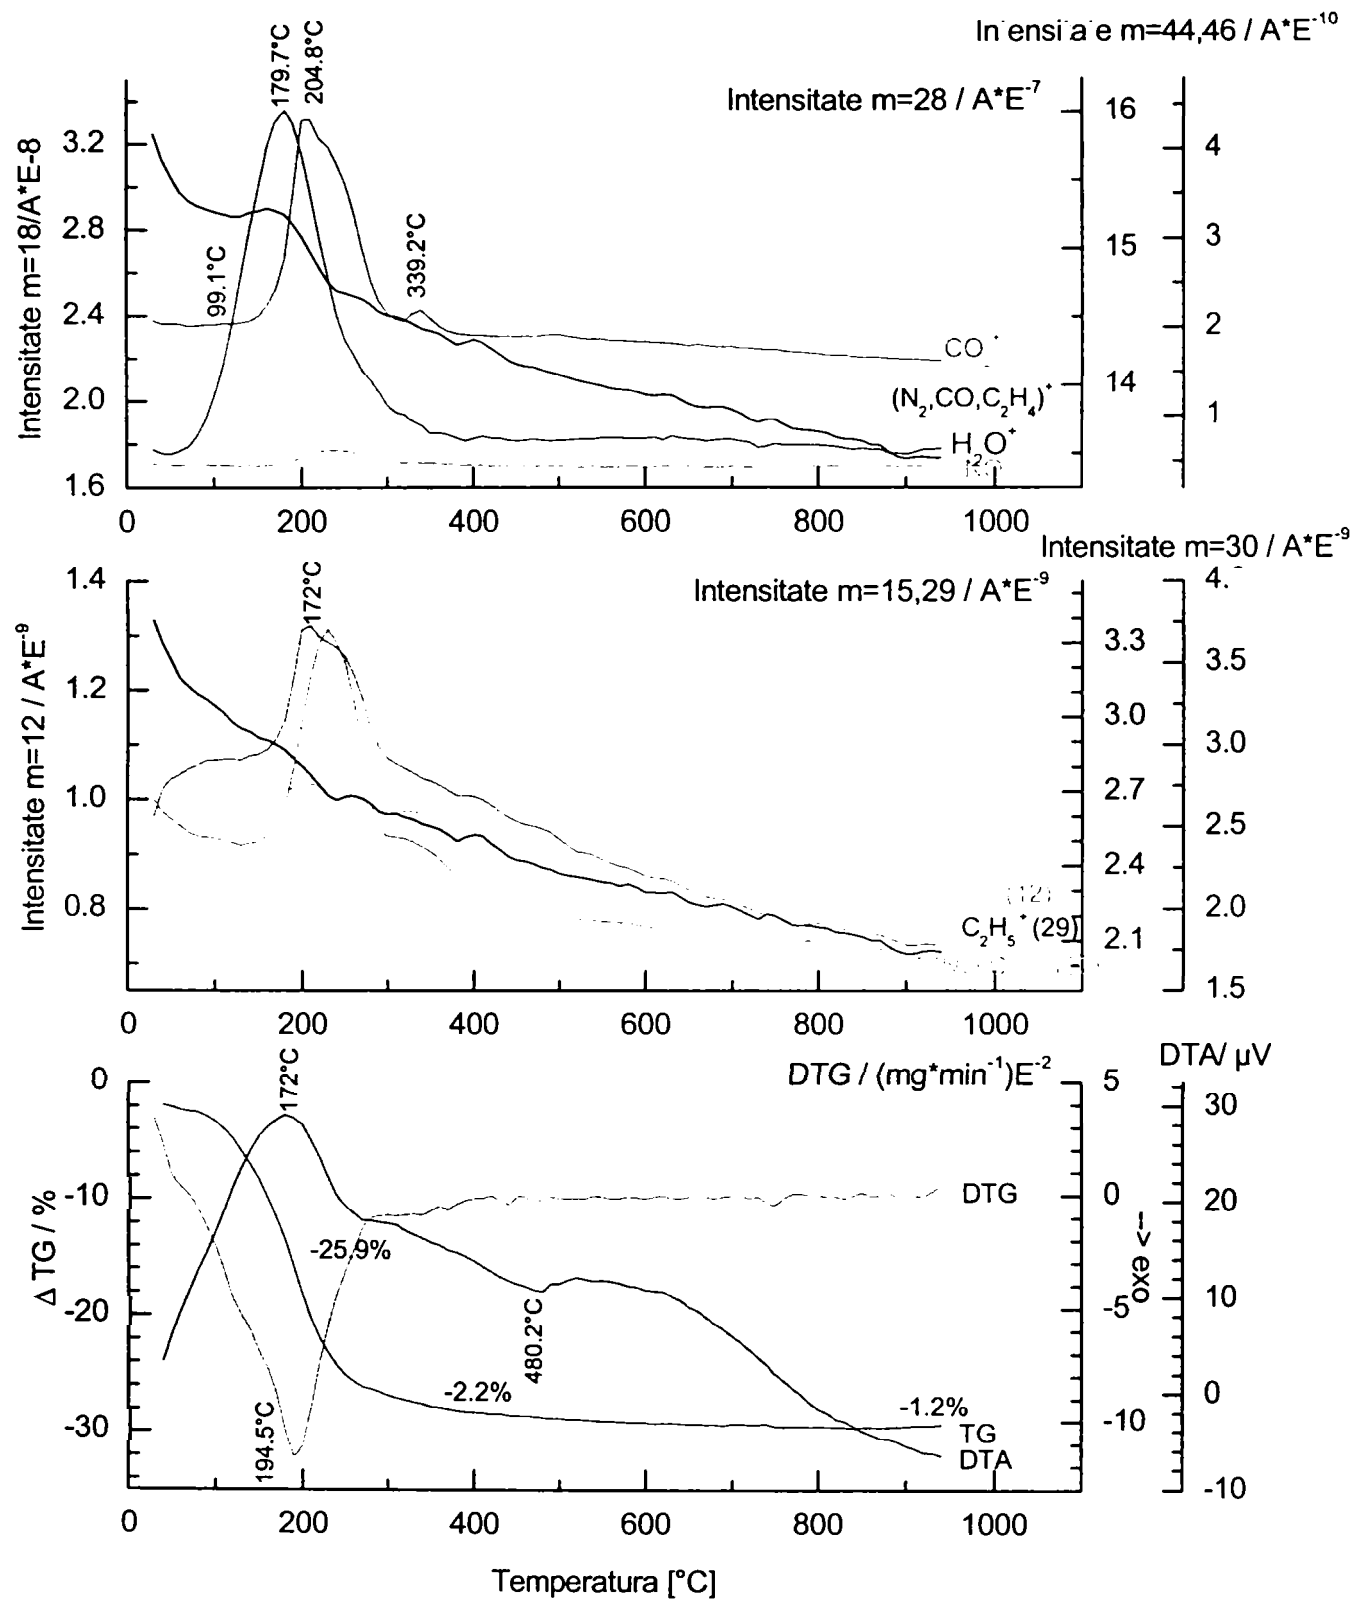 Intensitate m=44,46 / A*E⁻¹⁰
179.7°C
204.8°C
Intensitate m=28 / A*E⁻⁷
Intensitate m=18/A*E-8
3.2
2.8
2.4
2.0
1.6
16
15
14
4
3
2
1
99.1°C
339.2°C
CO⁺
(N₂,CO,C₂H₄)⁺
H₂O⁺
0
200
400
600
800
1000
Intensitate m=30 / A*E⁻⁹
Intensitate m=15,29 / A*E⁻⁹
Intensitate m=12 / A*E⁻⁹
172°C
1.4
1.2
1.0
0.8
3.3
3.0
2.7
2.4
2.1
3.5
3.0
2.5
2.0
1.5
(12)
C₂H₅⁺(29)
0
200
400
600
800
1000
DTA/ µV
DTG / (mg*min⁻¹)E⁻²
172°C
Δ TG / %
0
-10
-20
-30
5
0
-5
-10
--> exo
30
20
10
0
-10
DTG
-25.9%
480.2°C
-2.2%
-1.2%
194.5°C
TG
DTA
0
200
400
600
800
1000
Temperatura [°C]